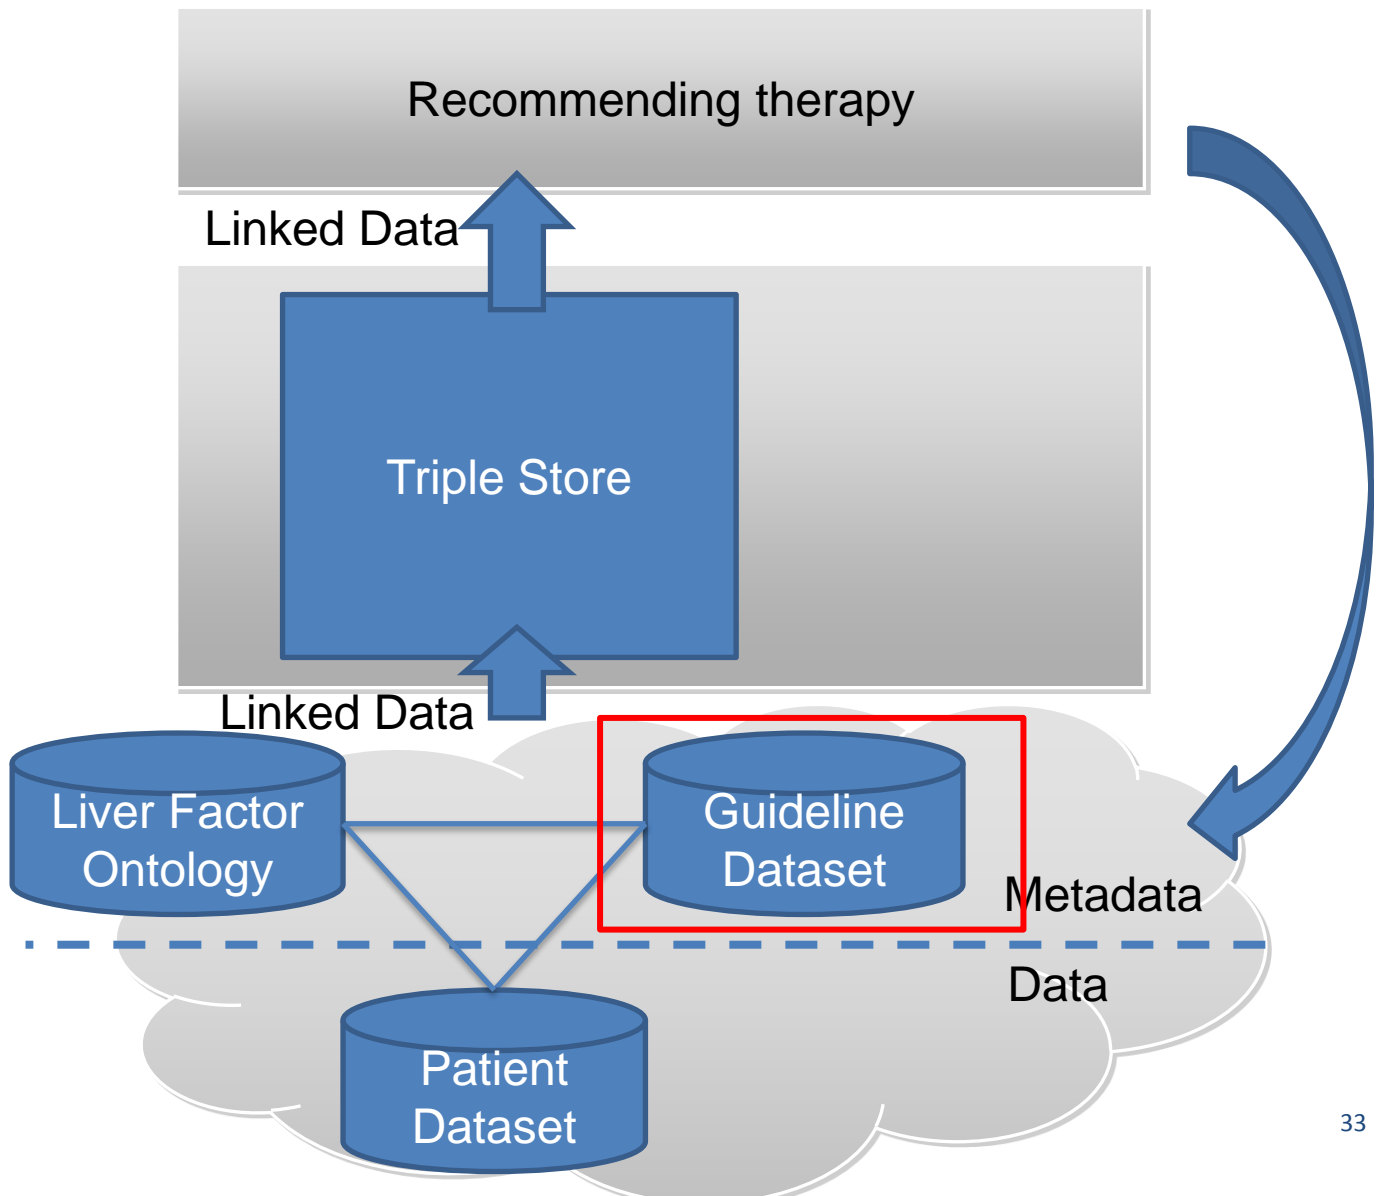 Recommending therapy
Linked Data
Triple Store
Linked Data
Liver Factor
Ontology
Guideline
Dataset
Metadata
Data
Patient
Dataset
33